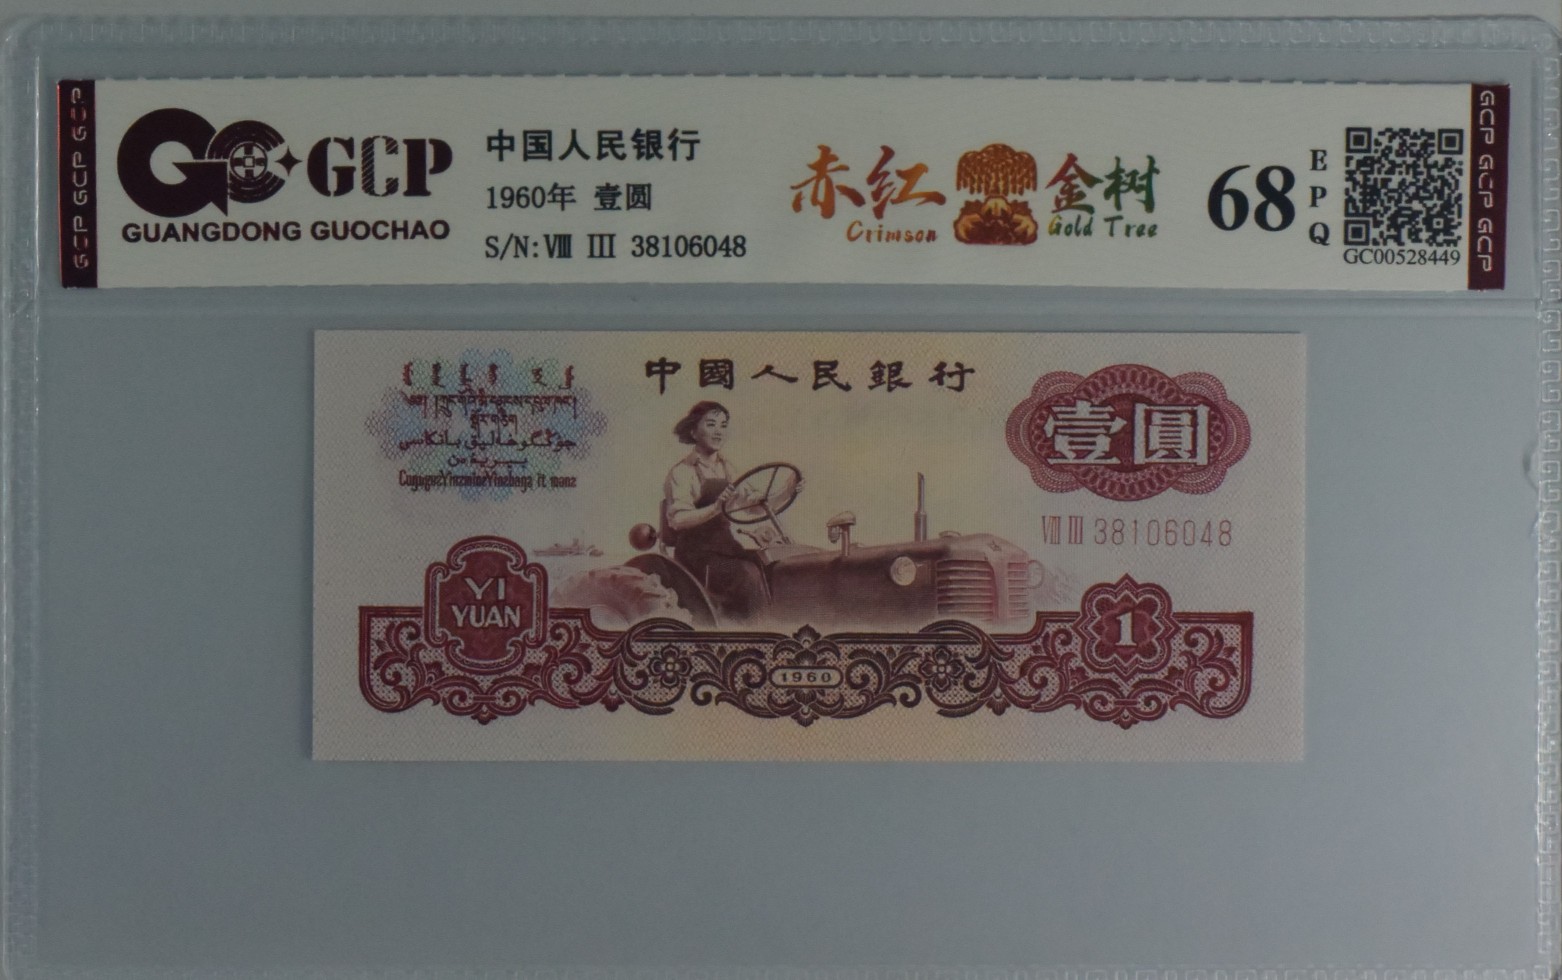 GCP GCP GCP
GCP
GUANGDONG GUOCHAO
中国人民银行
1960年 壹圆
S/N: Ⅷ Ⅲ 38106048
赤红 金树
Crimson Gold Tree
68
EPQ
GC00528449
GCP GCP GCP
中國人民銀行
壹圓
Ⅷ Ⅲ 38106048
YI
YUAN
1960
1